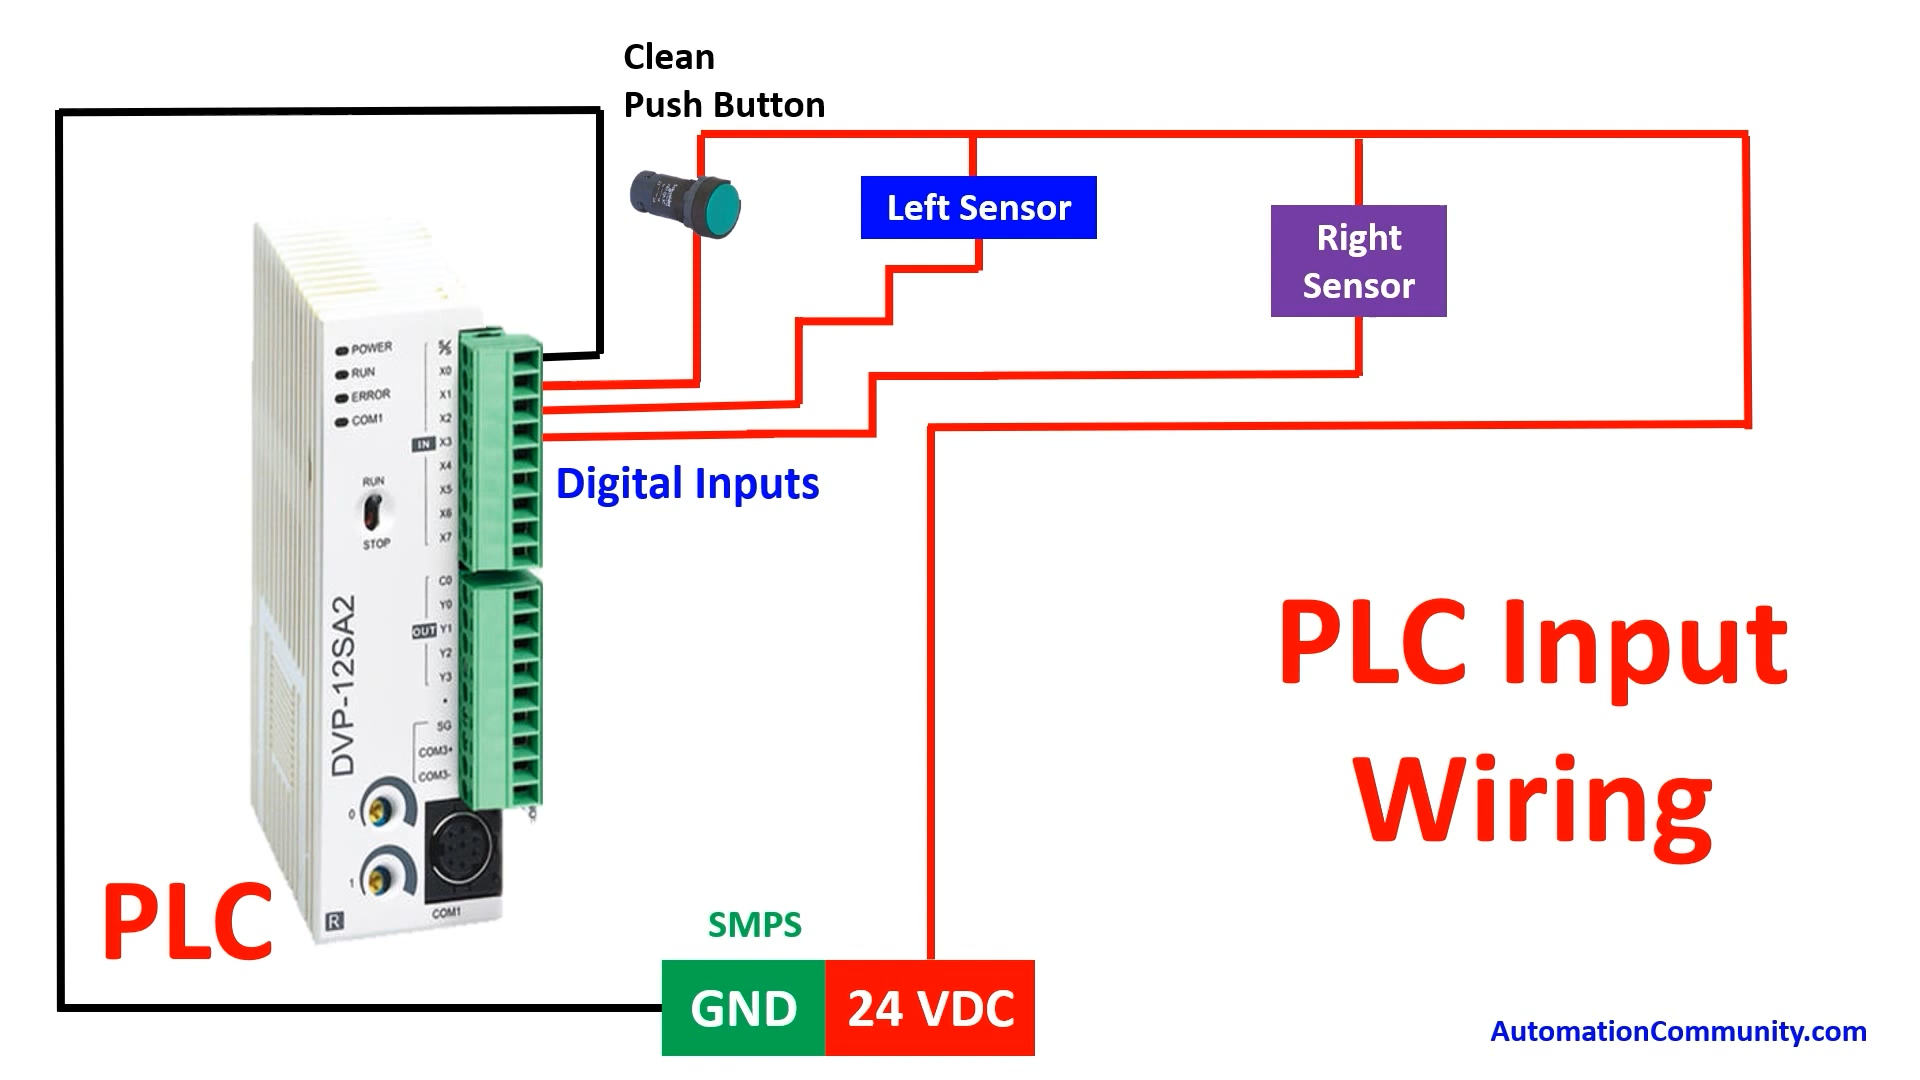 Clean
Push Button
Left Sensor
Right
Sensor
POWER
RUN
ERROR
COM1
S/S
X0
X1
X2
IN X3
X4
X5
X6
X7
RUN
STOP
Digital Inputs
C0
Y0
OUT Y1
Y2
Y3
•
SG
COM3+
COM3-
DVP-12SA2
0
1
COM1
R
PLC
PLC Input
Wiring
SMPS
GND
24 VDC
AutomationCommunity.com